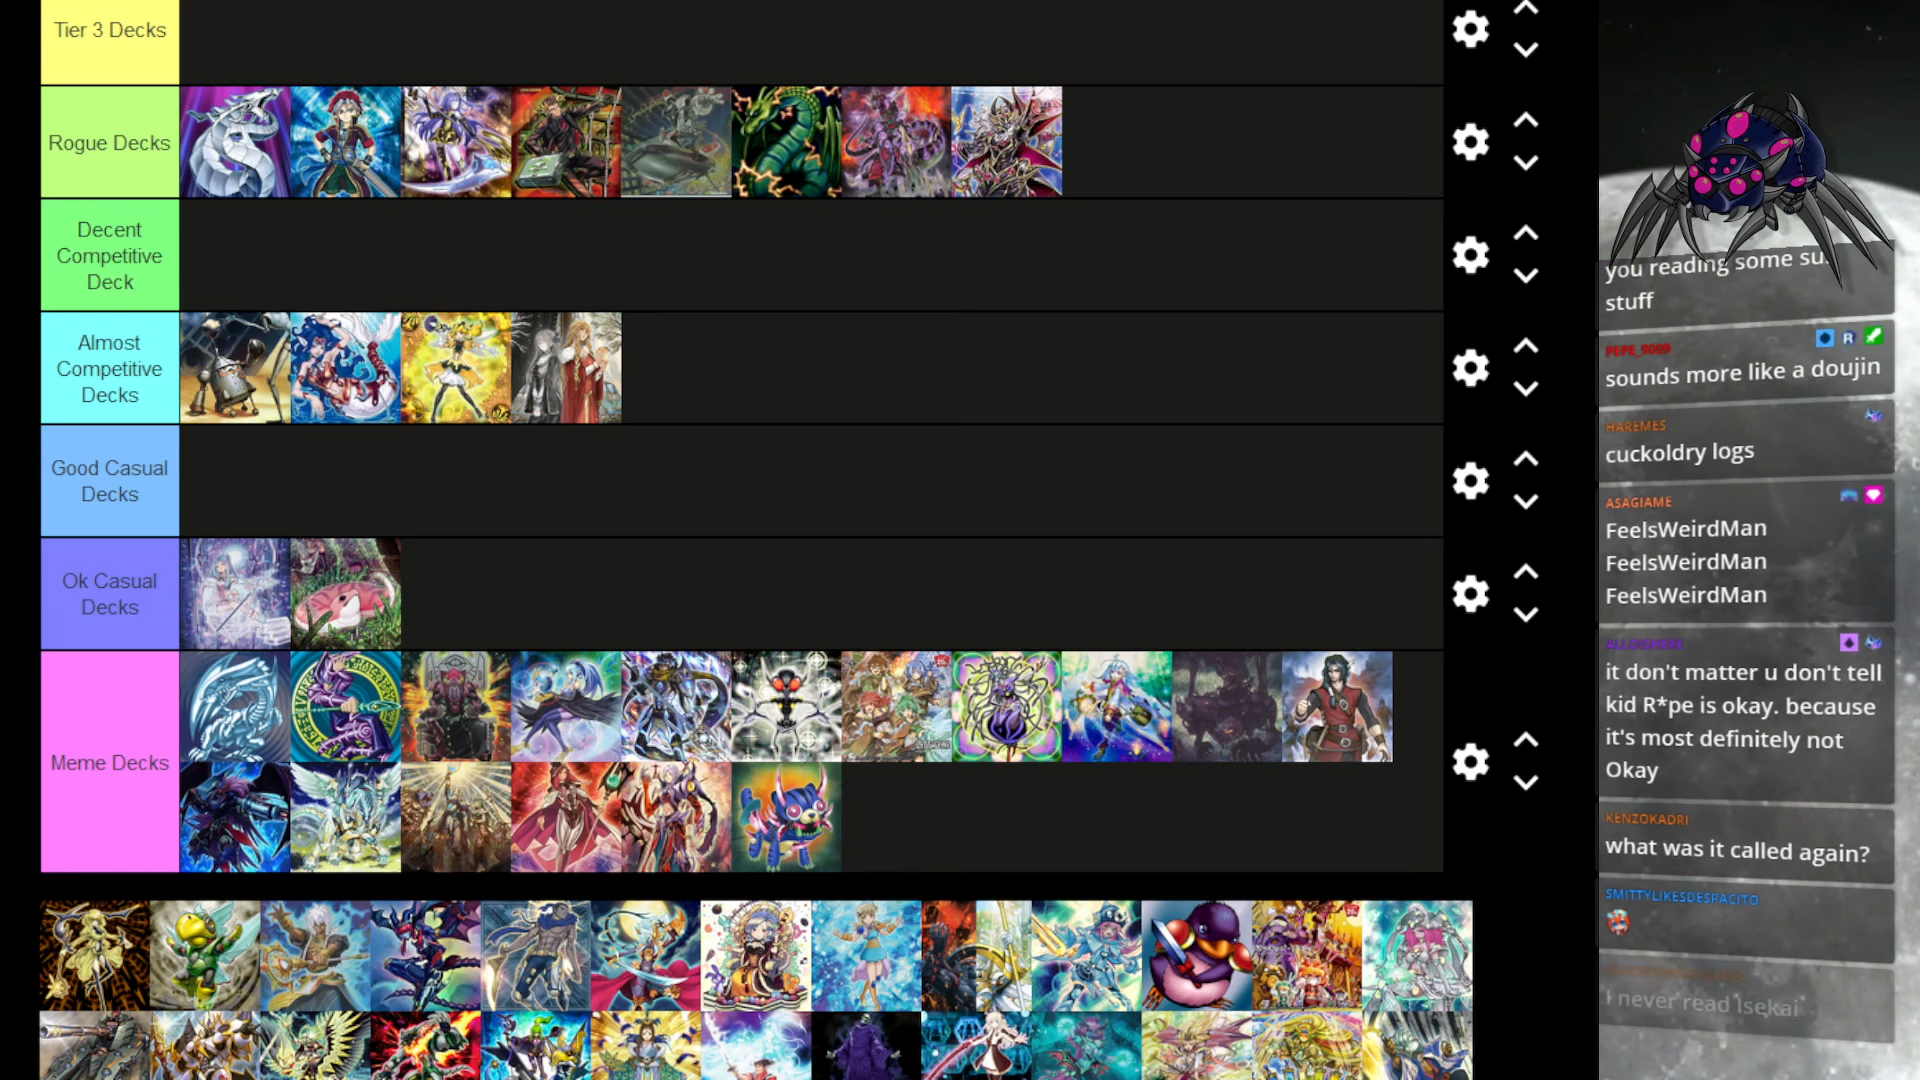 Tier 3 Decks
Rogue Decks
Decent
Competitive
Deck
Almost
Competitive
Decks
Good Casual
Decks
Ok Casual
Decks
Meme Decks
you reading some su
stuff
PEPE_9009
sounds more like a doujin
HAREMES
cuckoldry logs
ASAGIAME
FeelsWeirdMan
FeelsWeirdMan
FeelsWeirdMan
it don't matter u don't tell
kid R*pe is okay. because
it's most definitely not
Okay
KENZOKADRI
what was it called again?
SMITTYLIKESDESPACITO
I never read Isekai